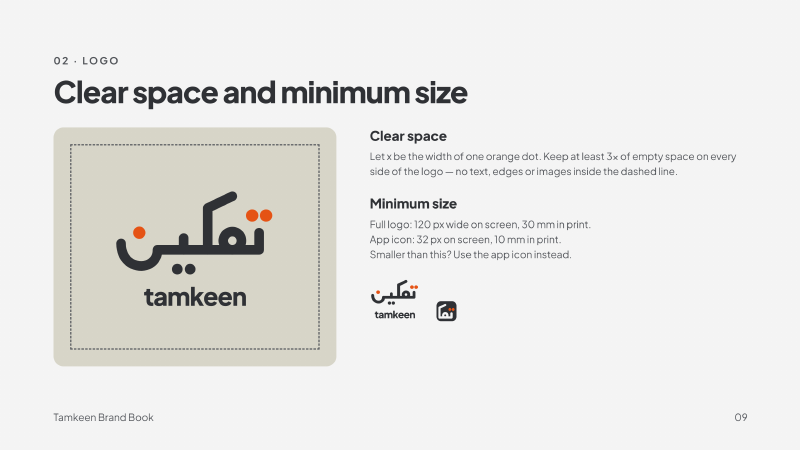 02 · LOGO
Clear space and minimum size
تمكين
tamkeen
Clear space
Let x be the width of one orange dot. Keep at least 3× of empty space on every
side of the logo — no text, edges or images inside the dashed line.
Minimum size
Full logo: 120 px wide on screen, 30 mm in print.
App icon: 32 px on screen, 10 mm in print.
Smaller than this? Use the app icon instead.
تمكين
tamkeen
تمك
Tamkeen Brand Book
09